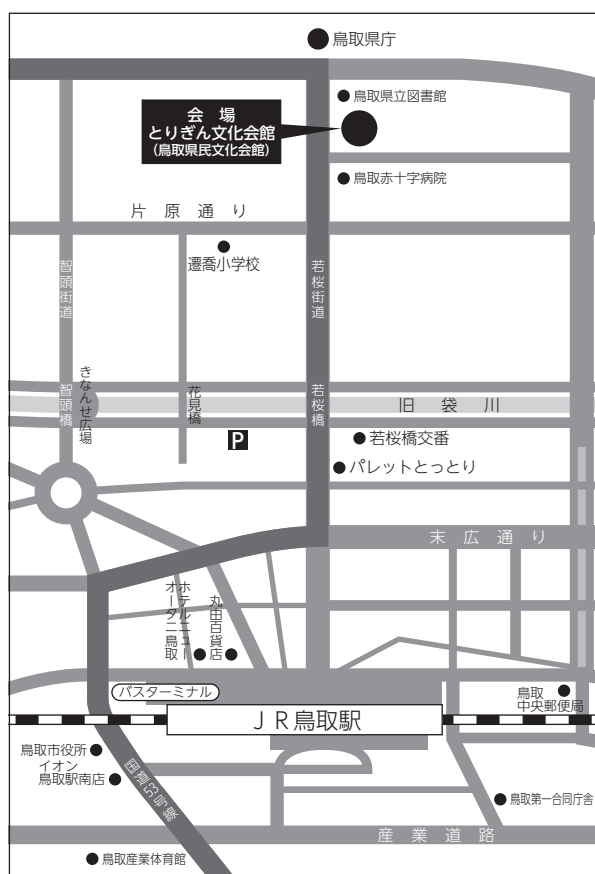 鳥取県庁
鳥取県立図書館
会場
とりぎん文化会館
(鳥取県民文化会館)
鳥取赤十字病院
片原通り
遷喬小学校
智頭街道
若桜街道
きなんせ広場
智頭橋
花見橋
若桜橋
旧袋川
P
若桜橋交番
パレットとっとり
末広通り
ホテルニュー
オータニ鳥取
丸由百貨店
バスターミナル
鳥取
中央郵便局
JR鳥取駅
鳥取市役所
イオン
鳥取駅南店
国道53号線
鳥取第一合同庁舎
産業道路
鳥取産業体育館